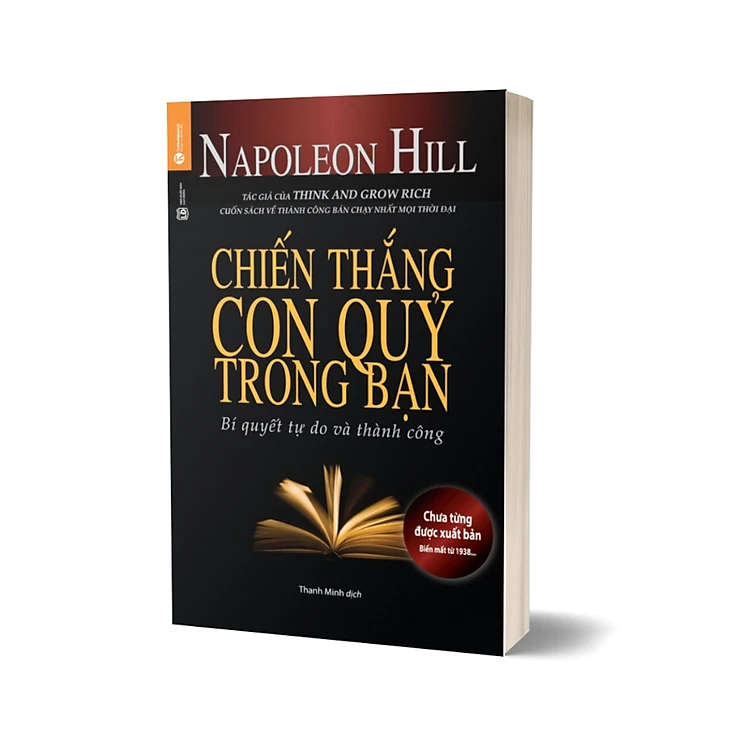 NAPOLEON HILL
TÁC GIẢ CỦA THINK AND GROW RICH
CUỐN SÁCH VỀ THÀNH CÔNG BÁN CHẠY NHẤT MỌI THỜI ĐẠI
CHIẾN THẮNG
CON QUỶ
TRONG BẠN
Bí quyết tự do và thành công
Chưa từng
được xuất bản
Biến mất từ 1938...
Thanh Minh dịch